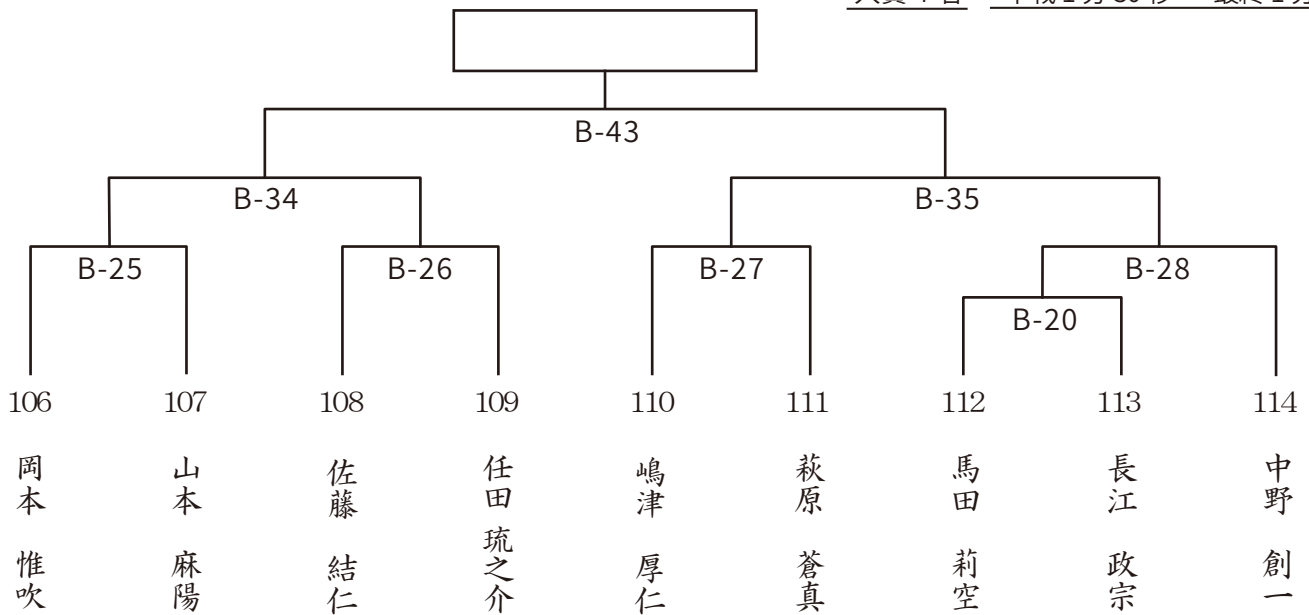 B-43
B-34
B-35
B-25
B-26
B-27
B-28
B-20
106
107
108
109
110
111
112
113
114
岡本 惟吹
山本 麻陽
佐藤 結仁
任田 琉之介
嶋津 厚仁
萩原 蒼真
馬田 莉空
長江 政宗
中野 創一